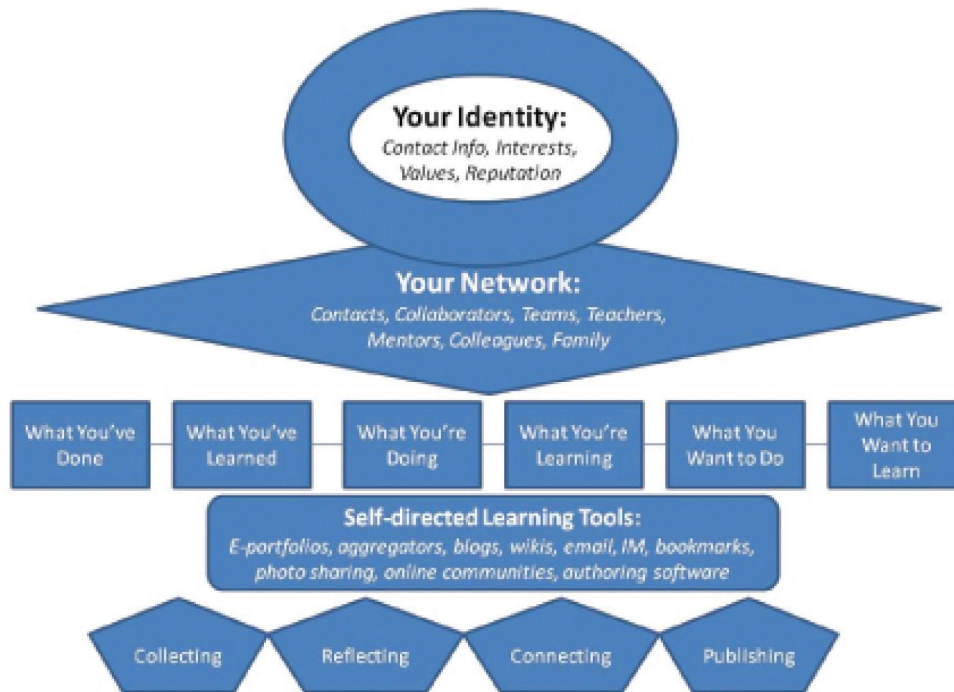 Your Identity:
Contact Info, Interests,
Values, Reputation
Your Network:
Contacts, Collaborators, Teams, Teachers,
Mentors, Colleagues, Family
What You've
Done
What You've
Learned
What You're
Doing
What You're
Learning
What You
Want to Do
What You
Want to
Learn
Self-directed Learning Tools:
E-portfolios, aggregators, blogs, wikis, email, IM, bookmarks,
photo sharing, online communities, authoring software
Collecting
Reflecting
Connecting
Publishing